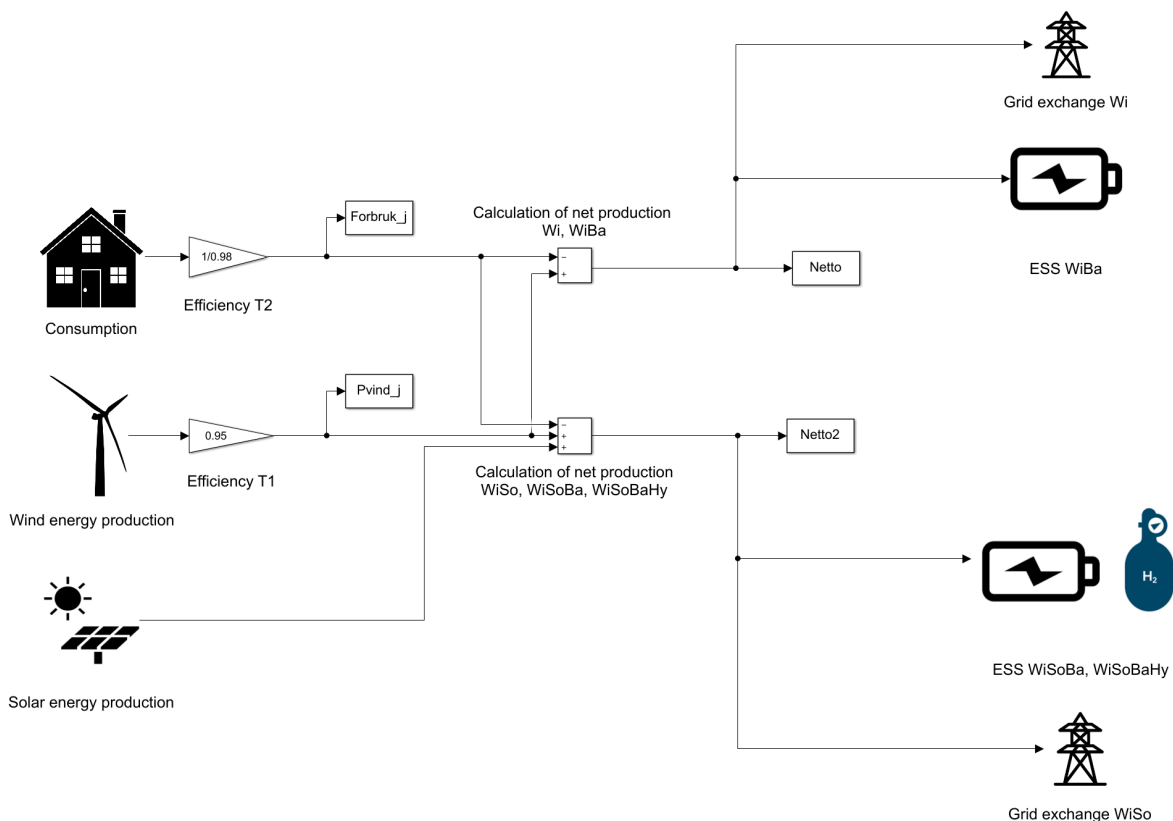 Grid exchange Wi
Forbruk_j
Calculation of net production
Wi, WiBa
1/0.98
−
+
Netto
ESS WiBa
Efficiency T2
Consumption
Pvind_j
0.95
−
+
+
Netto2
Efficiency T1
Calculation of net production
WiSo, WiSoBa, WiSoBaHy
Wind energy production
H₂
ESS WiSoBa, WiSoBaHy
Solar energy production
Grid exchange WiSo